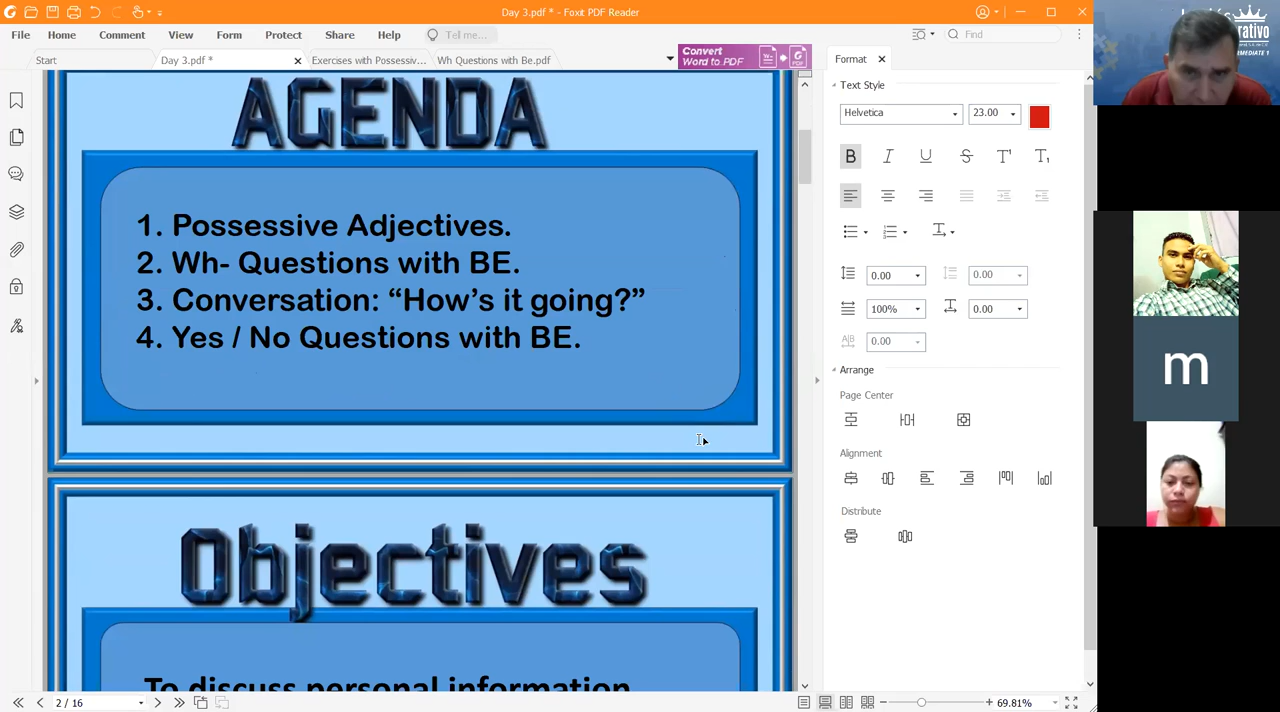 Day 3.pdf * - Foxit PDF Reader
File Home Comment View Form Protect Share Help Tell me... Find
Start Day 3.pdf * Exercises with Possessiv... Wh Questions with Be.pdf
Convert Word to PDF
AGENDA
1. Possessive Adjectives.
2. Wh- Questions with BE.
3. Conversation: “How’s it going?”
4. Yes / No Questions with BE.
Objectives
To discuss personal information
Format
Text Style
Helvetica 23.00
0.00 0.00
100% 0.00
0.00
Arrange
Page Center
Alignment
Distribute
2 / 16
69.81%
m